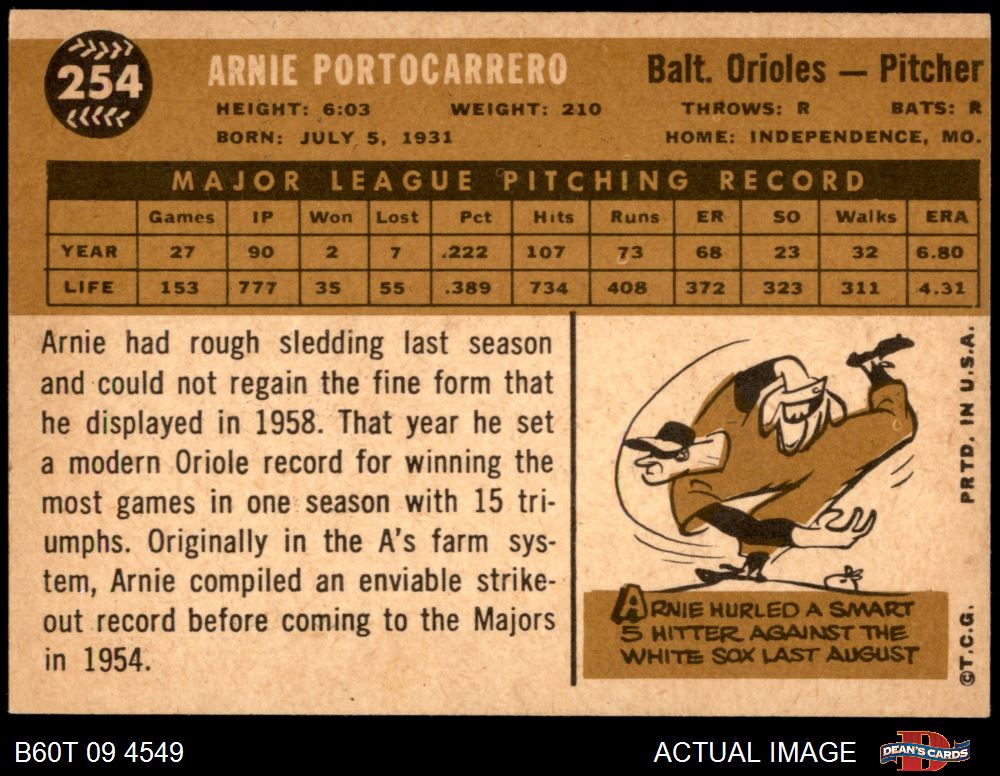 254
ARNIE PORTOCARRERO
Balt. Orioles — Pitcher
HEIGHT: 6:03 WEIGHT: 210 THROWS: R BATS: R
BORN: JULY 5, 1931 HOME: INDEPENDENCE, MO.
MAJOR LEAGUE PITCHING RECORD
Games IP Won Lost Pct Hits Runs ER SO Walks ERA
YEAR 27 90 2 7 .222 107 73 68 23 32 6.80
LIFE 153 777 35 55 .389 734 408 372 323 311 4.31
Arnie had rough sledding last season
and could not regain the fine form that
he displayed in 1958. That year he set
a modern Oriole record for winning the
most games in one season with 15 tri-
umphs. Originally in the A's farm sys-
tem, Arnie compiled an enviable strike-
out record before coming to the Majors
in 1954.
ARNIE HURLED A SMART
5 HITTER AGAINST THE
WHITE SOX LAST AUGUST
©T.C.G. PRTD. IN U.S.A.
B60T 09 4549
ACTUAL IMAGE
D
DEAN'S CARDS